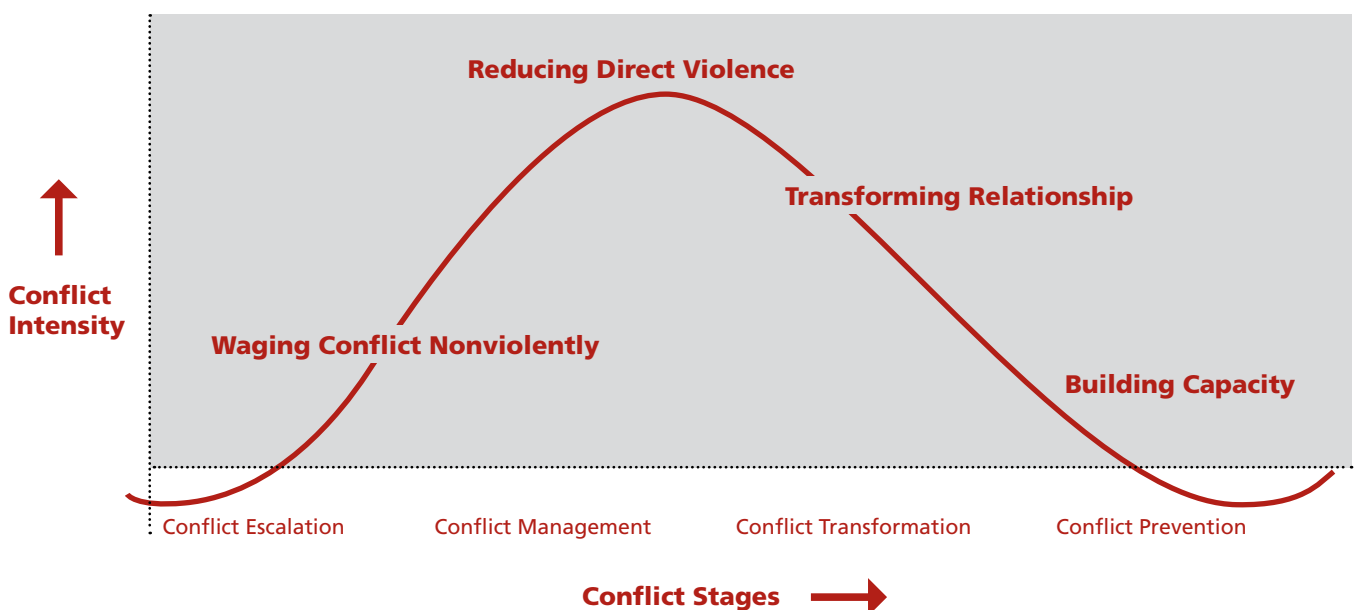 Reducing Direct Violence
Transforming Relationship
Conflict
Intensity
Waging Conflict Nonviolently
Building Capacity
Conflict Escalation
Conflict Management
Conflict Transformation
Conflict Prevention
Conflict Stages